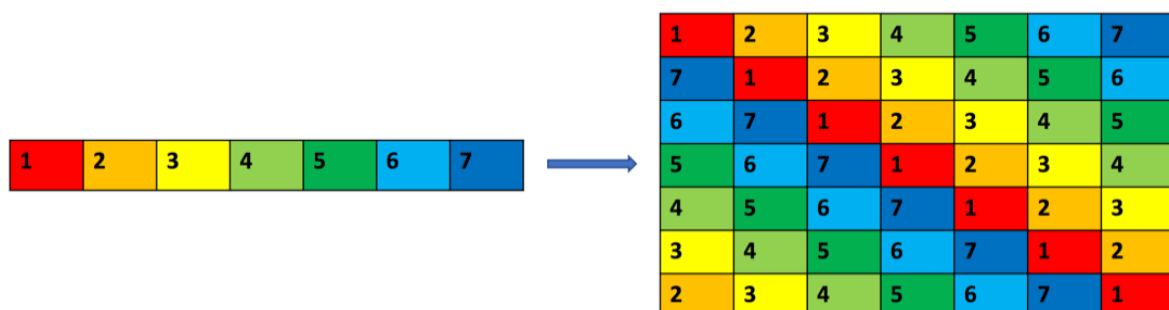 1 2 3 4 5 6 7
1 2 3 4 5 6 7
7 1 2 3 4 5 6
6 7 1 2 3 4 5
5 6 7 1 2 3 4
4 5 6 7 1 2 3
3 4 5 6 7 1 2
2 3 4 5 6 7 1